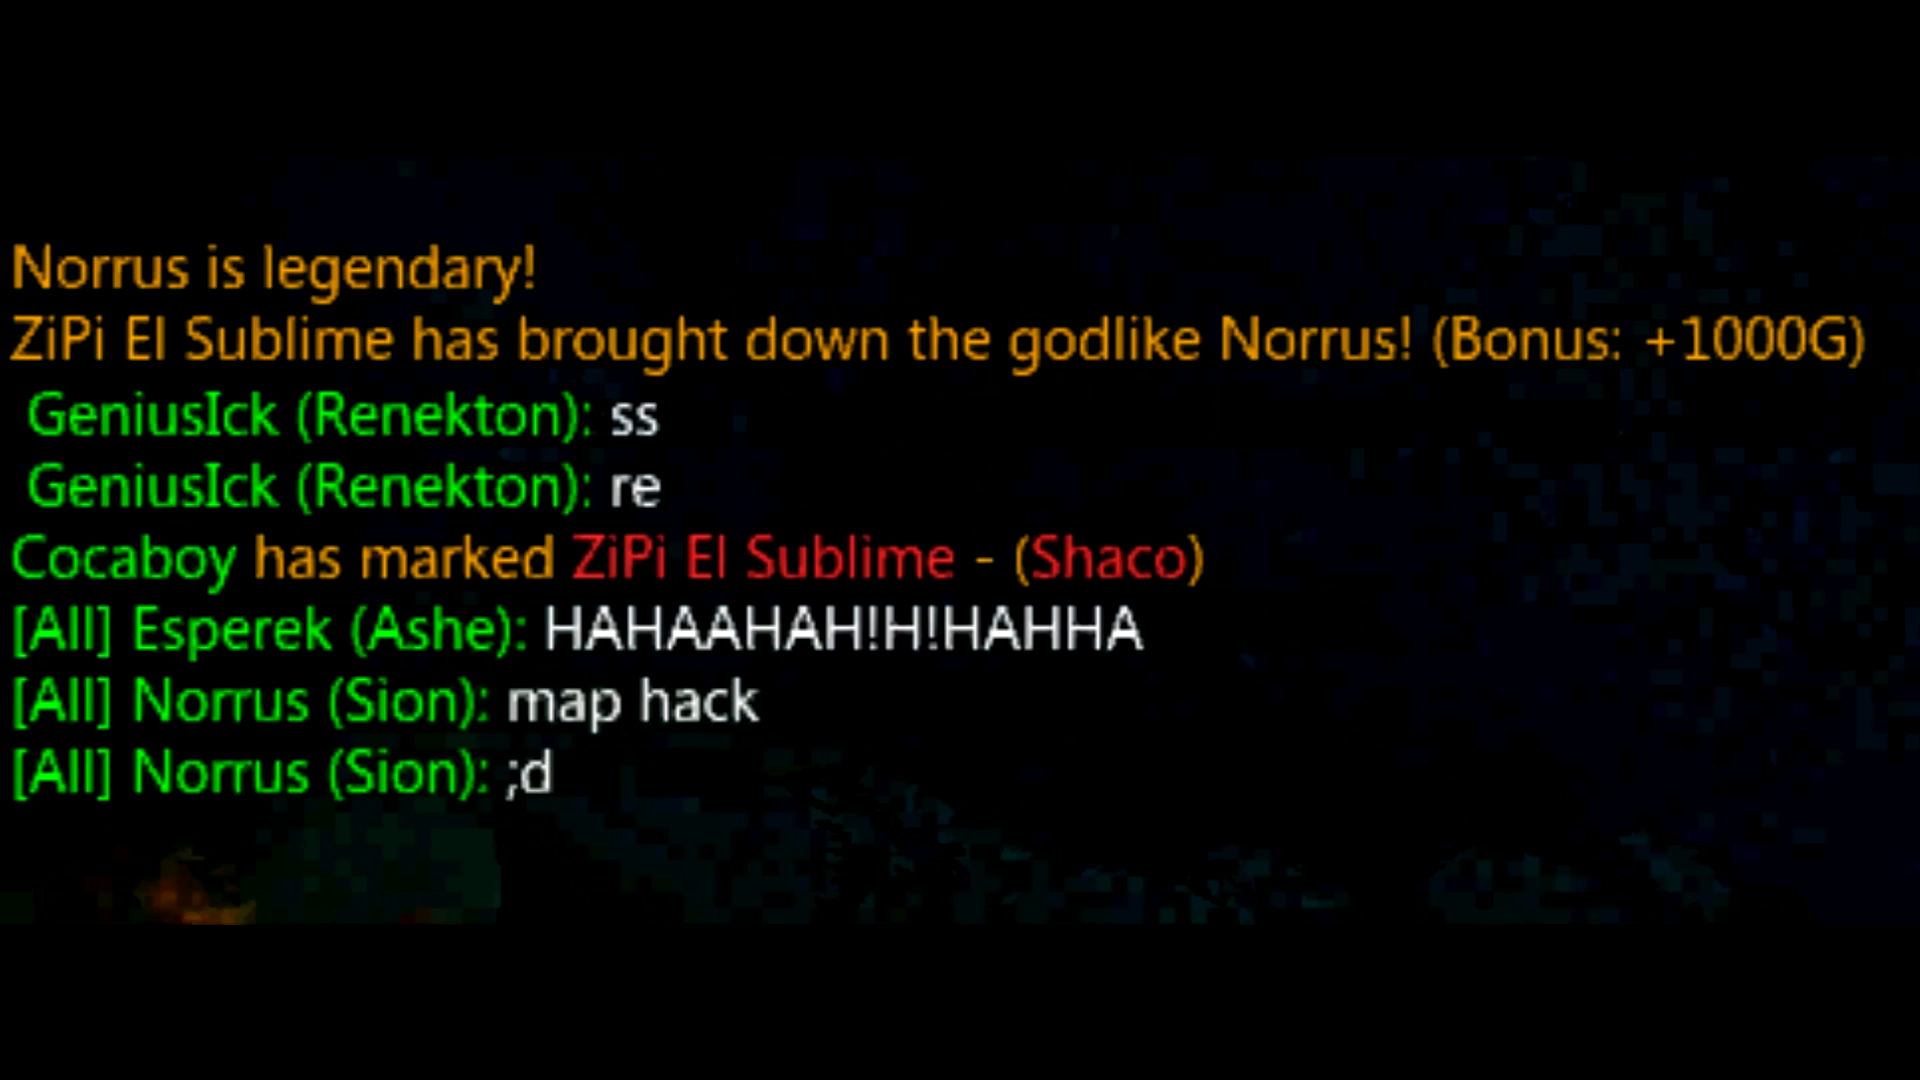 Norrus is legendary!
ZiPi El Sublime has brought down the godlike Norrus! (Bonus: +1000G)
GeniusIck (Renekton): ss
GeniusIck (Renekton): re
Cocaboy has marked ZiPi El Sublime - (Shaco)
[All] Esperek (Ashe): HAHAAHAH!H!HAHHA
[All] Norrus (Sion): map hack
[All] Norrus (Sion): ;d